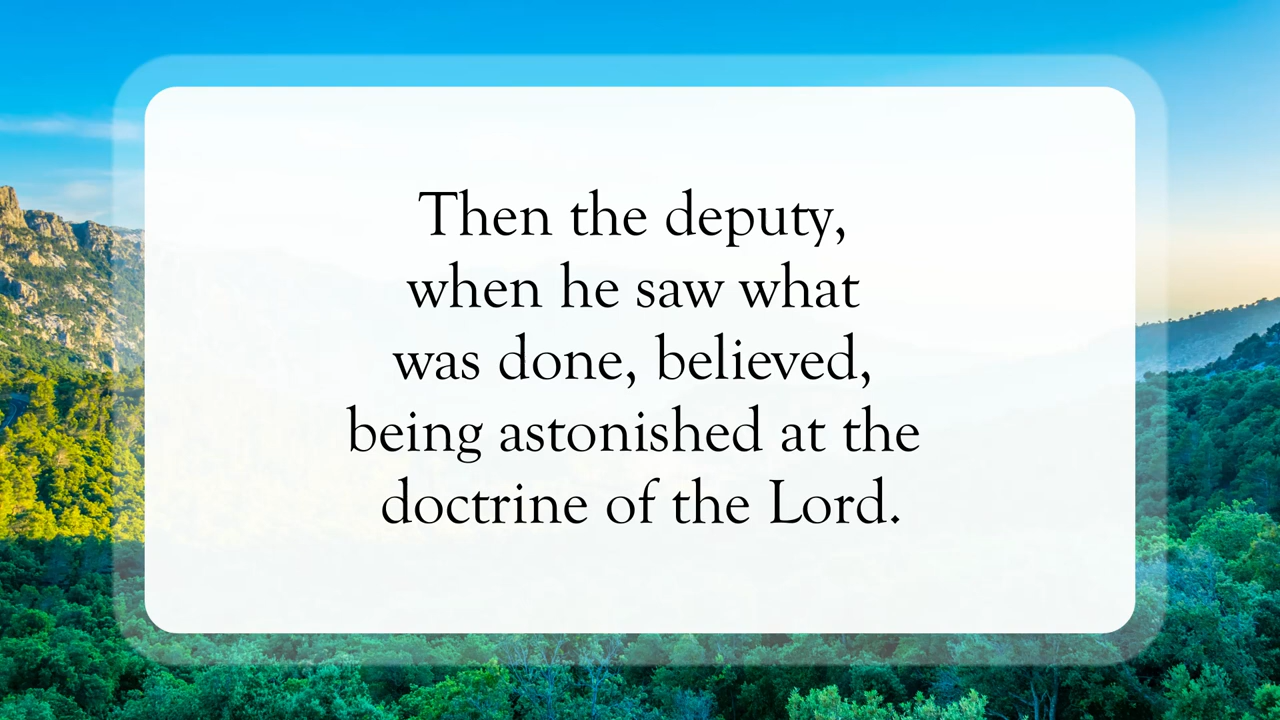 Then the deputy,
when he saw what
was done, believed,
being astonished at the
doctrine of the Lord.